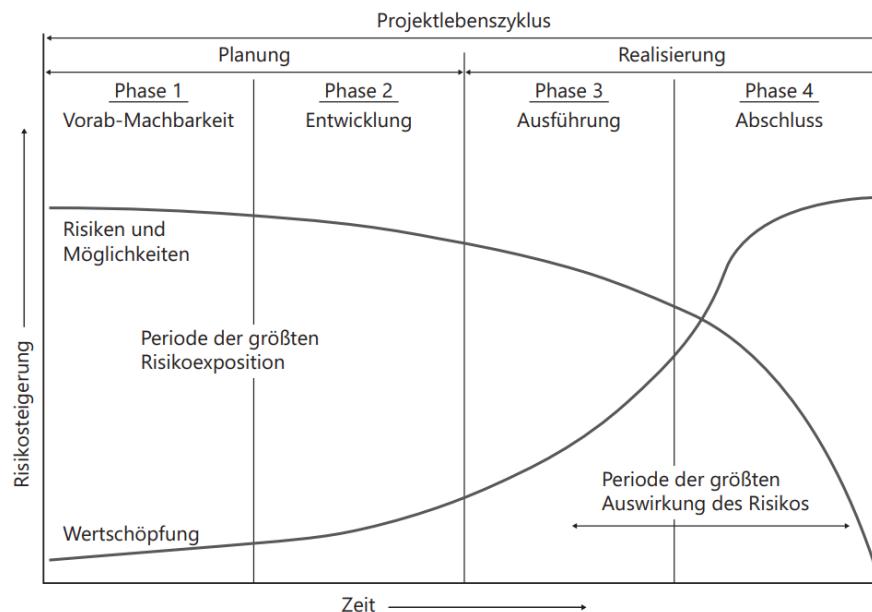 Projektlebenszyklus
Planung
Realisierung
Phase 1
Vorab-Machbarkeit
Phase 2
Entwicklung
Phase 3
Ausführung
Phase 4
Abschluss
Risiken und
Möglichkeiten
Periode der größten
Risikoexposition
Risikosteigerung
Periode der größten
Auswirkung des Risikos
Wertschöpfung
Zeit